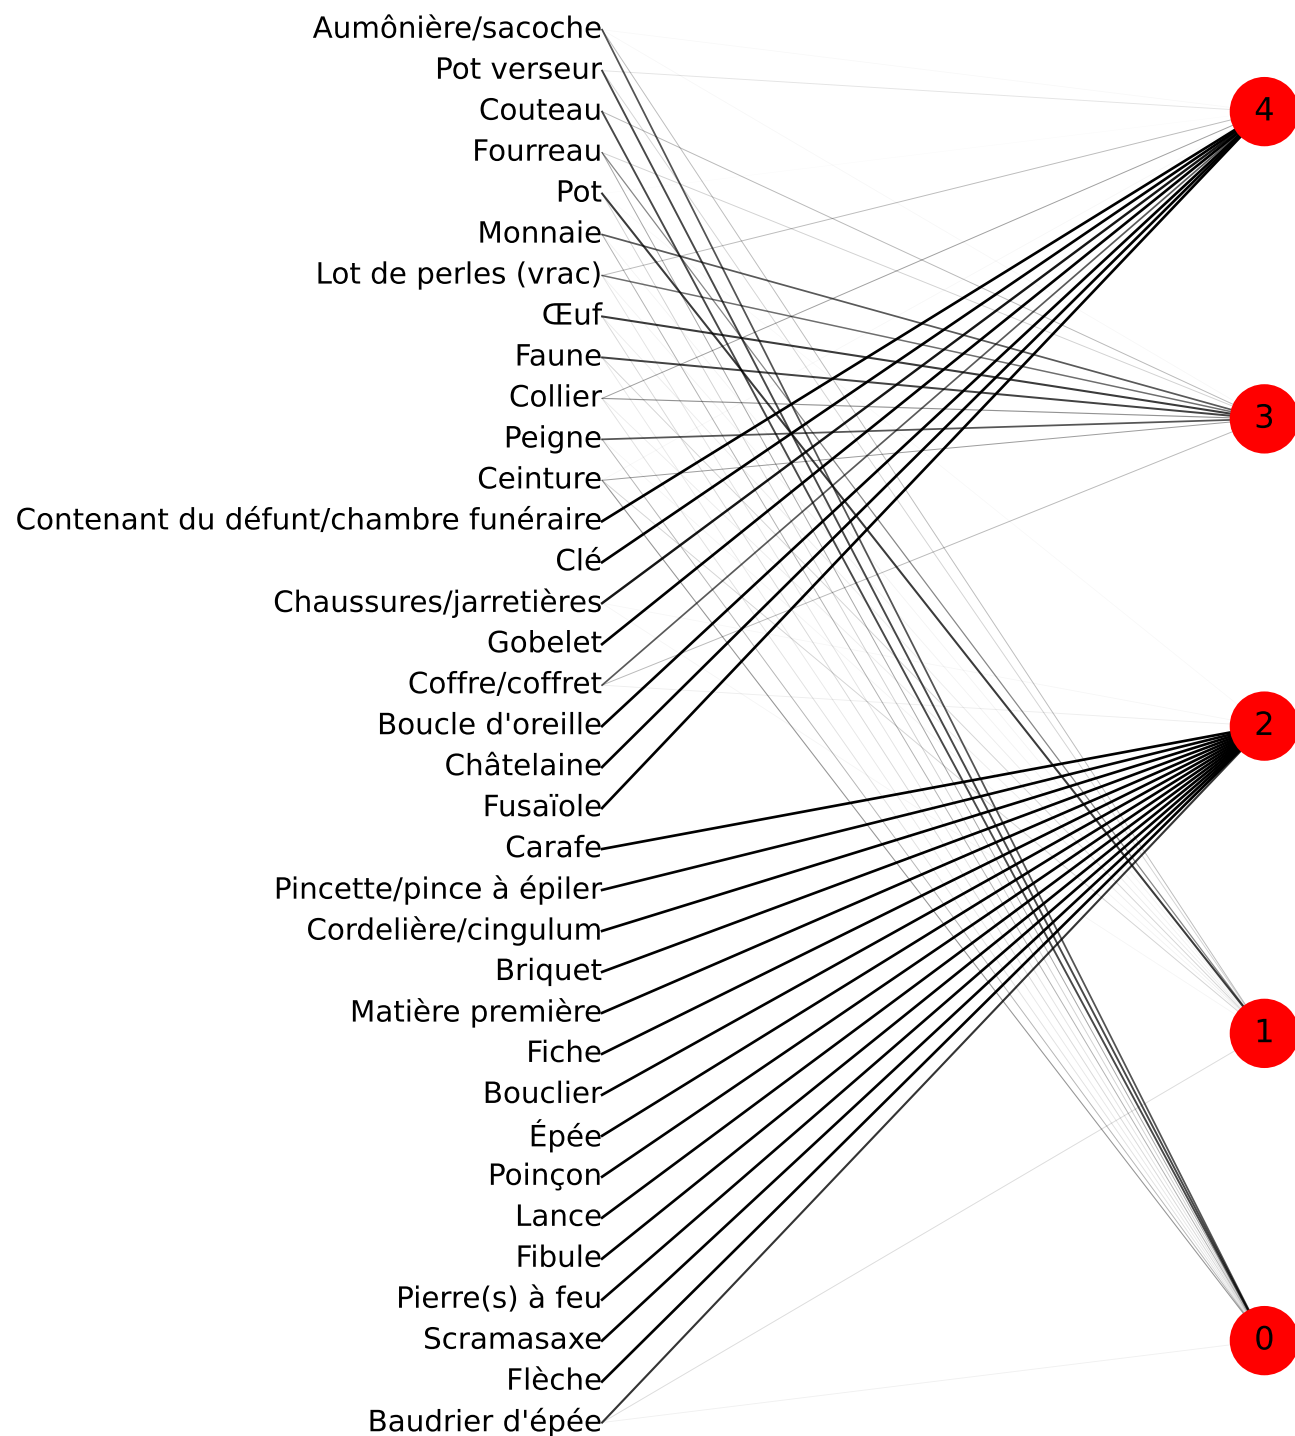 Aumônière/sacoche
Pot verseur
Couteau
Fourreau
Pot
Monnaie
Lot de perles (vrac)
Œuf
Faune
Collier
Peigne
Ceinture
Contenant du défunt/chambre funéraire
Clé
Chaussures/jarretières
Gobelet
Coffre/coffret
Boucle d'oreille
Châtelaine
Fusaïole
Carafe
Pincette/pince à épiler
Cordelière/cingulum
Briquet
Matière première
Fiche
Bouclier
Épée
Poinçon
Lance
Fibule
Pierre(s) à feu
Scramasaxe
Flèche
Baudrier d'épée
4
3
2
1
0